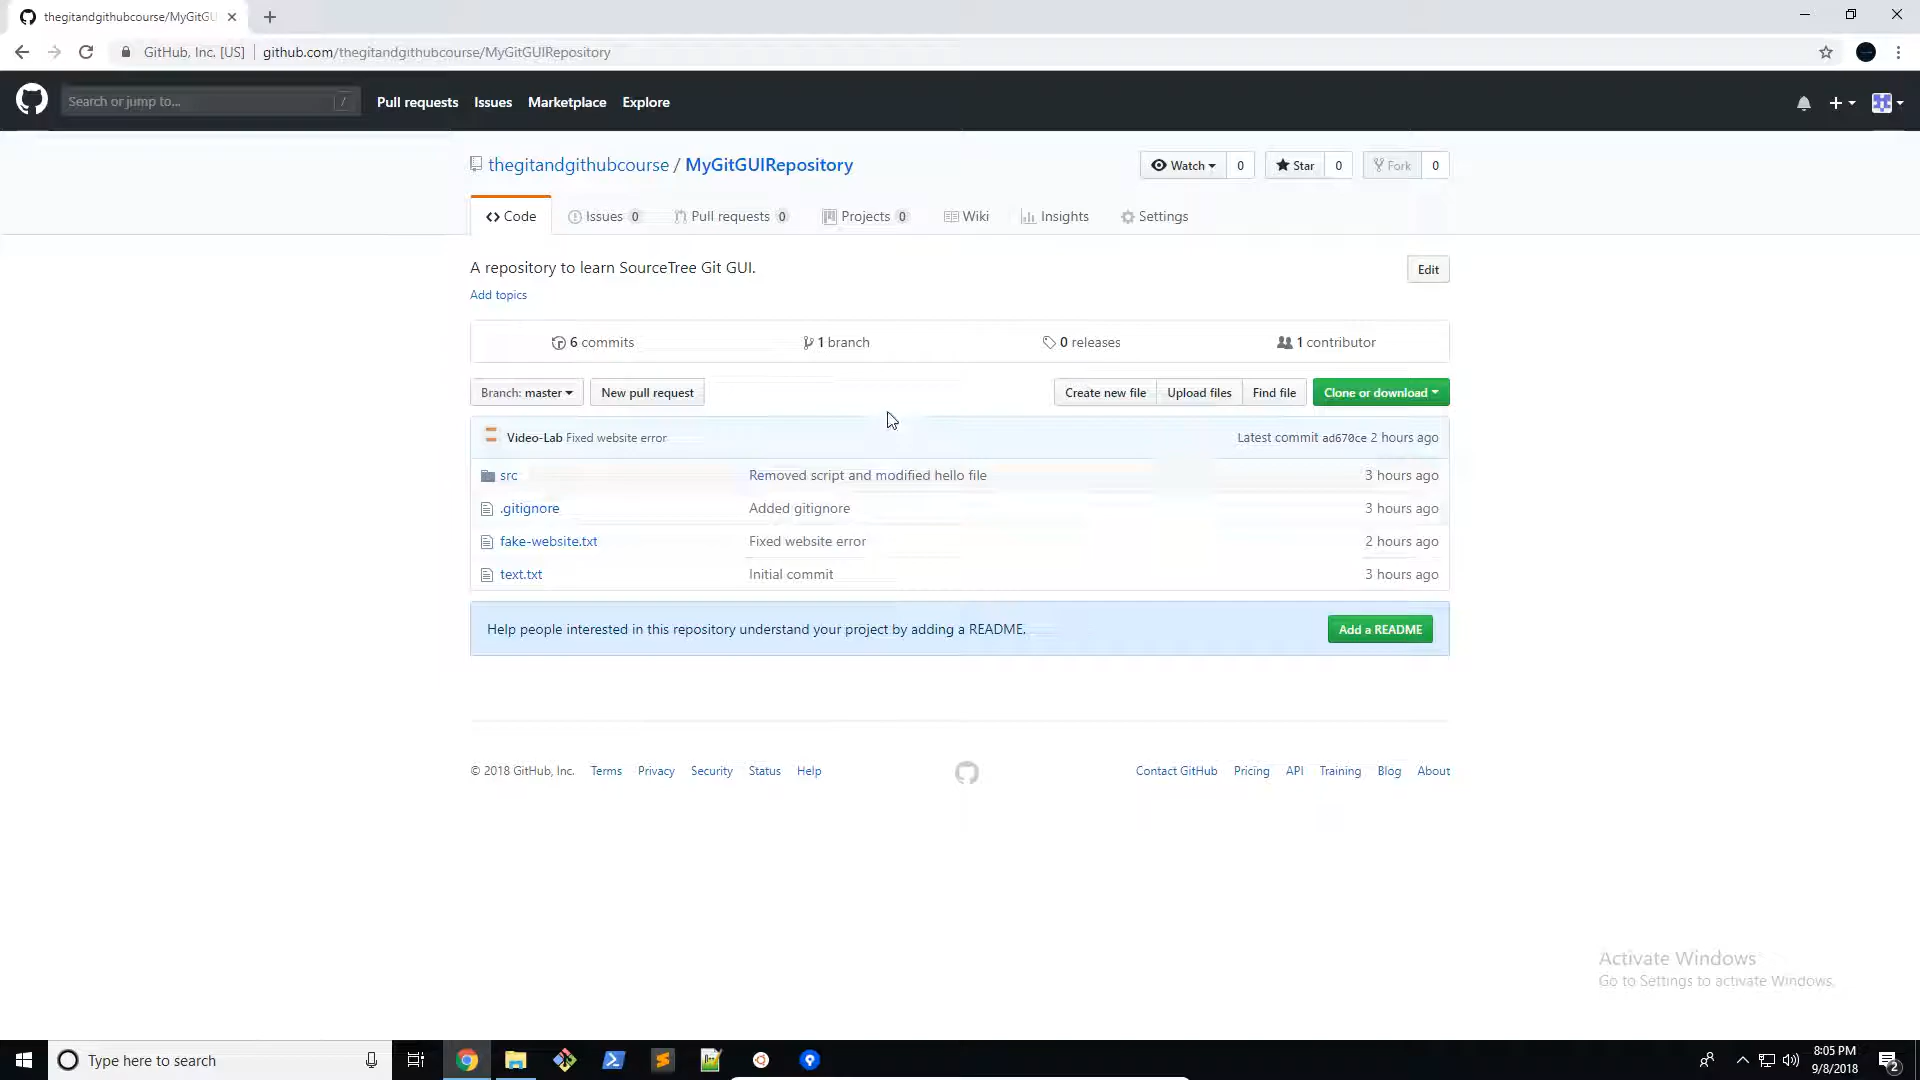 thegitandgithubcourse/MyGitGU
GitHub, Inc. [US] github.com/thegitandgithubcourse/MyGitGUIRepository
Search or jump to... / Pull requests Issues Marketplace Explore
thegitandgithubcourse / MyGitGUIRepository Watch 0 Star 0 Fork 0
Code Issues 0 Pull requests 0 Projects 0 Wiki Insights Settings
A repository to learn SourceTree Git GUI. Edit
Add topics
6 commits 1 branch 0 releases 1 contributor
Branch: master New pull request Create new file Upload files Find file Clone or download
Video-Lab Fixed website error Latest commit ad670ce 2 hours ago
src Removed script and modified hello file 3 hours ago
.gitignore Added gitignore 3 hours ago
fake-website.txt Fixed website error 2 hours ago
text.txt Initial commit 3 hours ago
Help people interested in this repository understand your project by adding a README. Add a README
© 2018 GitHub, Inc. Terms Privacy Security Status Help Contact GitHub Pricing API Training Blog About
Activate Windows
Go to Settings to activate Windows.
Type here to search
8:05 PM
9/8/2018
2